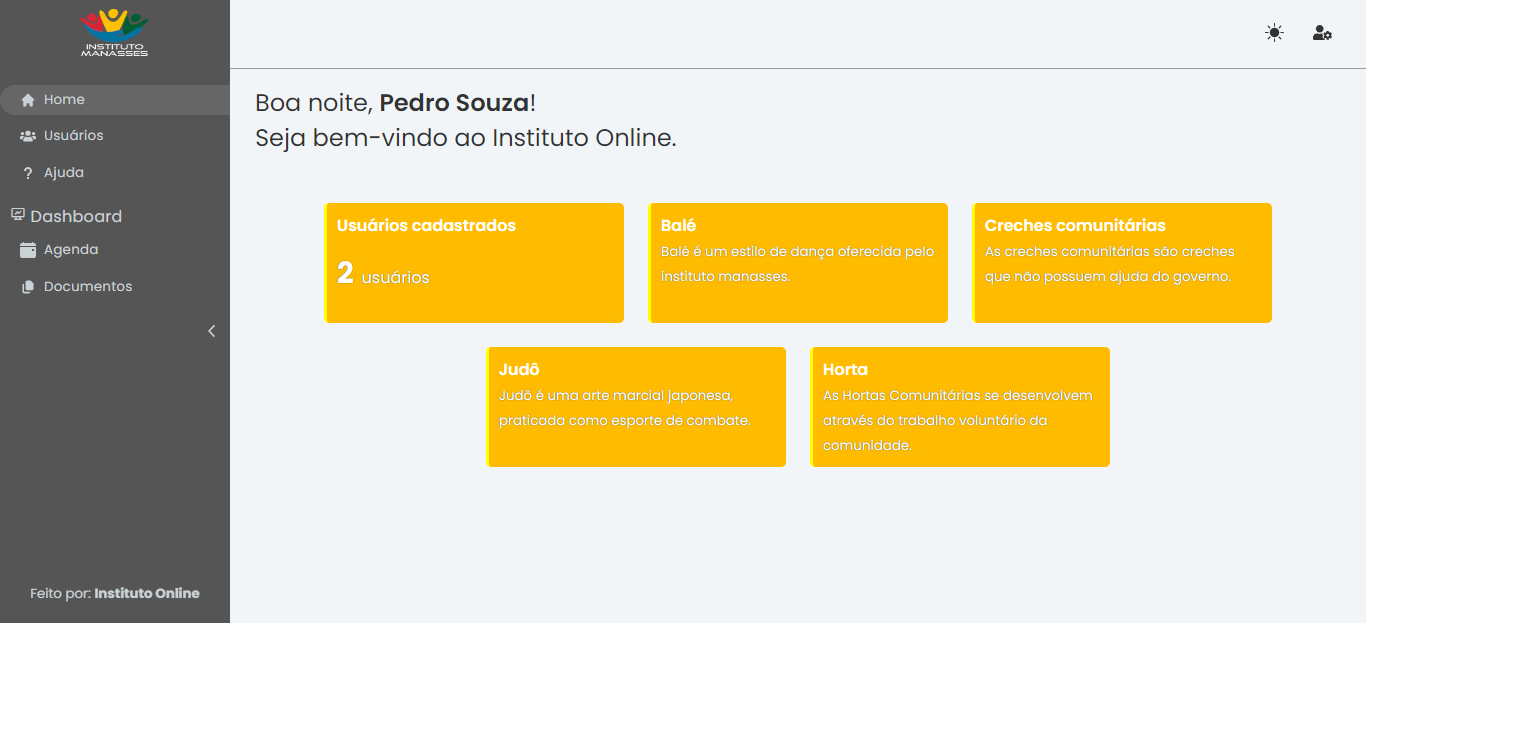 INSTITUTO
MANASSES
Home
Usuários
Ajuda
Dashboard
Agenda
Documentos
Feito por: Instituto Online
Boa noite, Pedro Souza!
Seja bem-vindo ao Instituto Online.
Usuários cadastrados
2 usuários
Balé
Balé é um estilo de dança oferecida pelo
instituto manasses.
Creches comunitárias
As creches comunitárias são creches
que não possuem ajuda do governo.
Judô
Judô é uma arte marcial japonesa,
praticada como esporte de combate.
Horta
As Hortas Comunitárias se desenvolvem
através do trabalho voluntário da
comunidade.